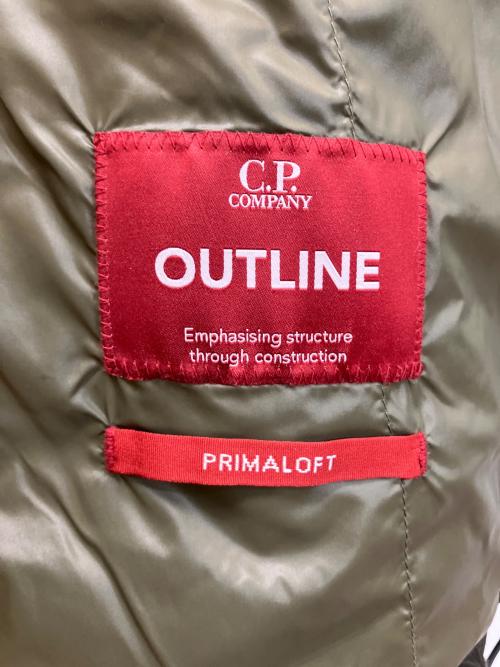 C.P.
COMPANY
OUTLINE
Emphasising structure
through construction
PRIMALOFT